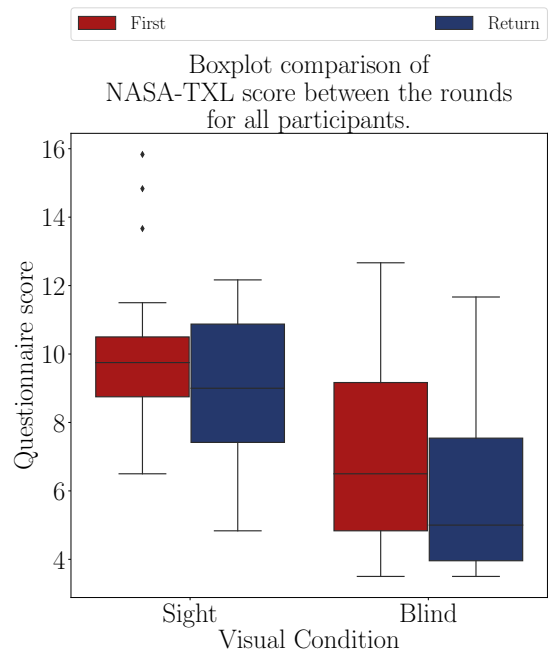 First
Return
Boxplot comparison of
NASA-TXL score between the rounds
for all participants.
Questionnaire score
16
14
12
10
8
6
4
Sight
Blind
Visual Condition